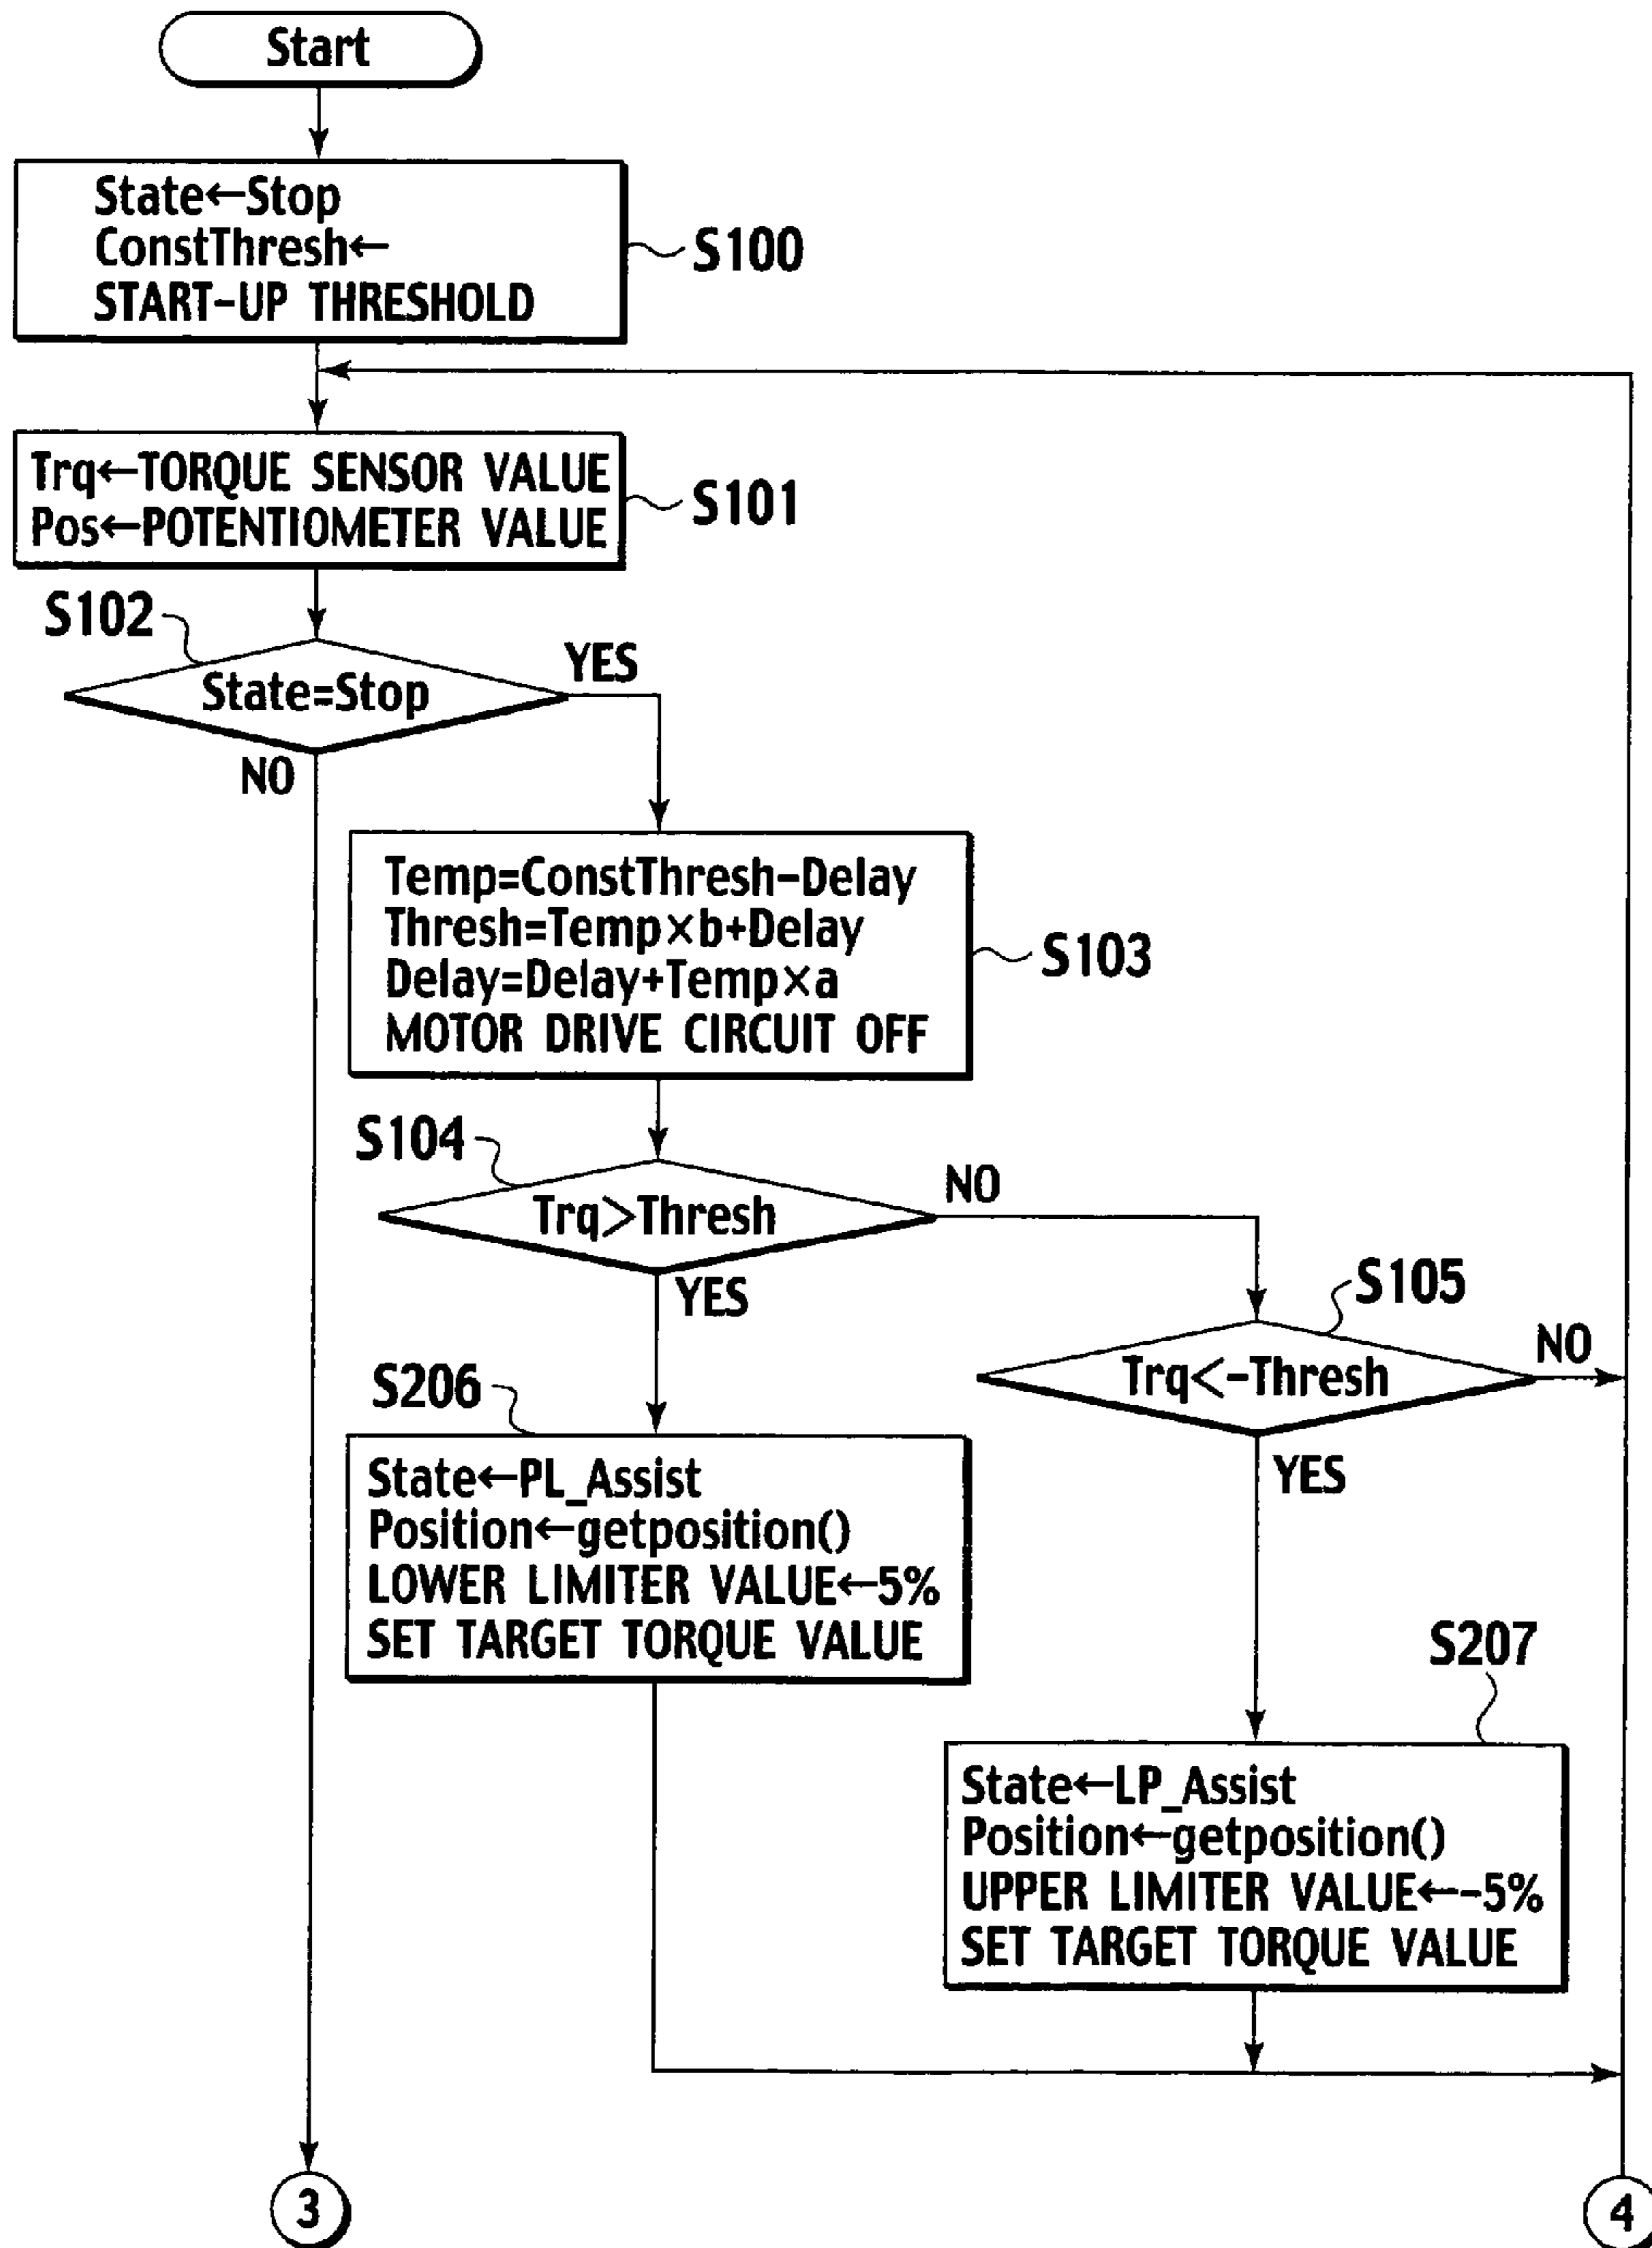 Start
State←Stop
ConstThresh←
START-UP THRESHOLD
S100
Trq←TORQUE SENSOR VALUE
Pos←POTENTIOMETER VALUE
S101
S102
State=Stop
YES
NO
Temp=ConstThresh-Delay
Thresh=Temp×b+Delay
Delay=Delay+Temp×a
MOTOR DRIVE CIRCUIT OFF
S103
S104
Trq>Thresh
NO
YES
S105
Trq<-Thresh
NO
YES
S206
State←PL_Assist
Position←getposition()
LOWER LIMITER VALUE←5%
SET TARGET TORQUE VALUE
S207
State←LP_Assist
Position←getposition()
UPPER LIMITER VALUE←-5%
SET TARGET TORQUE VALUE
3
4